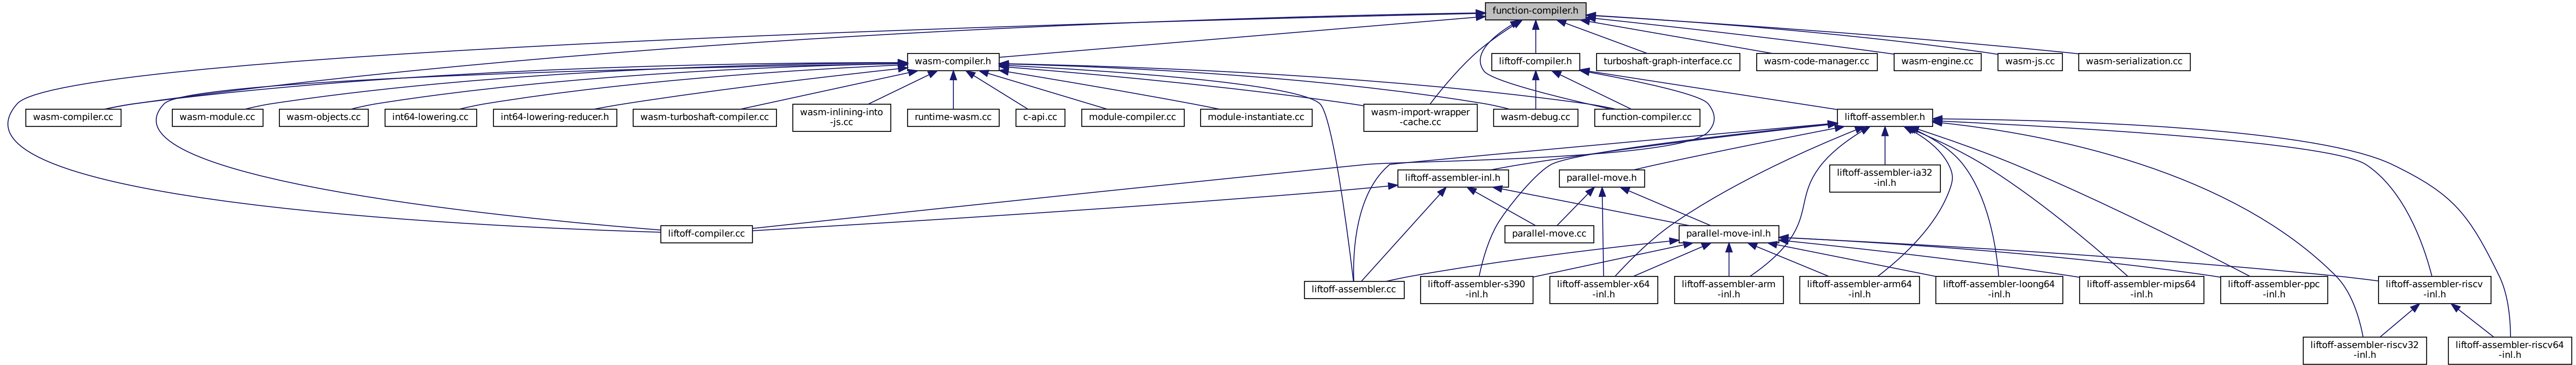 function-compiler.h
wasm-compiler.h
liftoff-compiler.h
turboshaft-graph-interface.cc
wasm-code-manager.cc
wasm-engine.cc
wasm-js.cc
wasm-serialization.cc
wasm-compiler.cc
wasm-module.cc
wasm-objects.cc
int64-lowering.cc
int64-lowering-reducer.h
wasm-turboshaft-compiler.cc
wasm-inlining-into
-js.cc
runtime-wasm.cc
c-api.cc
module-compiler.cc
module-instantiate.cc
wasm-import-wrapper
-cache.cc
wasm-debug.cc
function-compiler.cc
liftoff-assembler.h
liftoff-assembler-inl.h
parallel-move.h
liftoff-assembler-ia32
-inl.h
liftoff-compiler.cc
parallel-move.cc
parallel-move-inl.h
liftoff-assembler.cc
liftoff-assembler-s390
-inl.h
liftoff-assembler-x64
-inl.h
liftoff-assembler-arm
-inl.h
liftoff-assembler-arm64
-inl.h
liftoff-assembler-loong64
-inl.h
liftoff-assembler-mips64
-inl.h
liftoff-assembler-ppc
-inl.h
liftoff-assembler-riscv
-inl.h
liftoff-assembler-riscv32
-inl.h
liftoff-assembler-riscv64
-inl.h